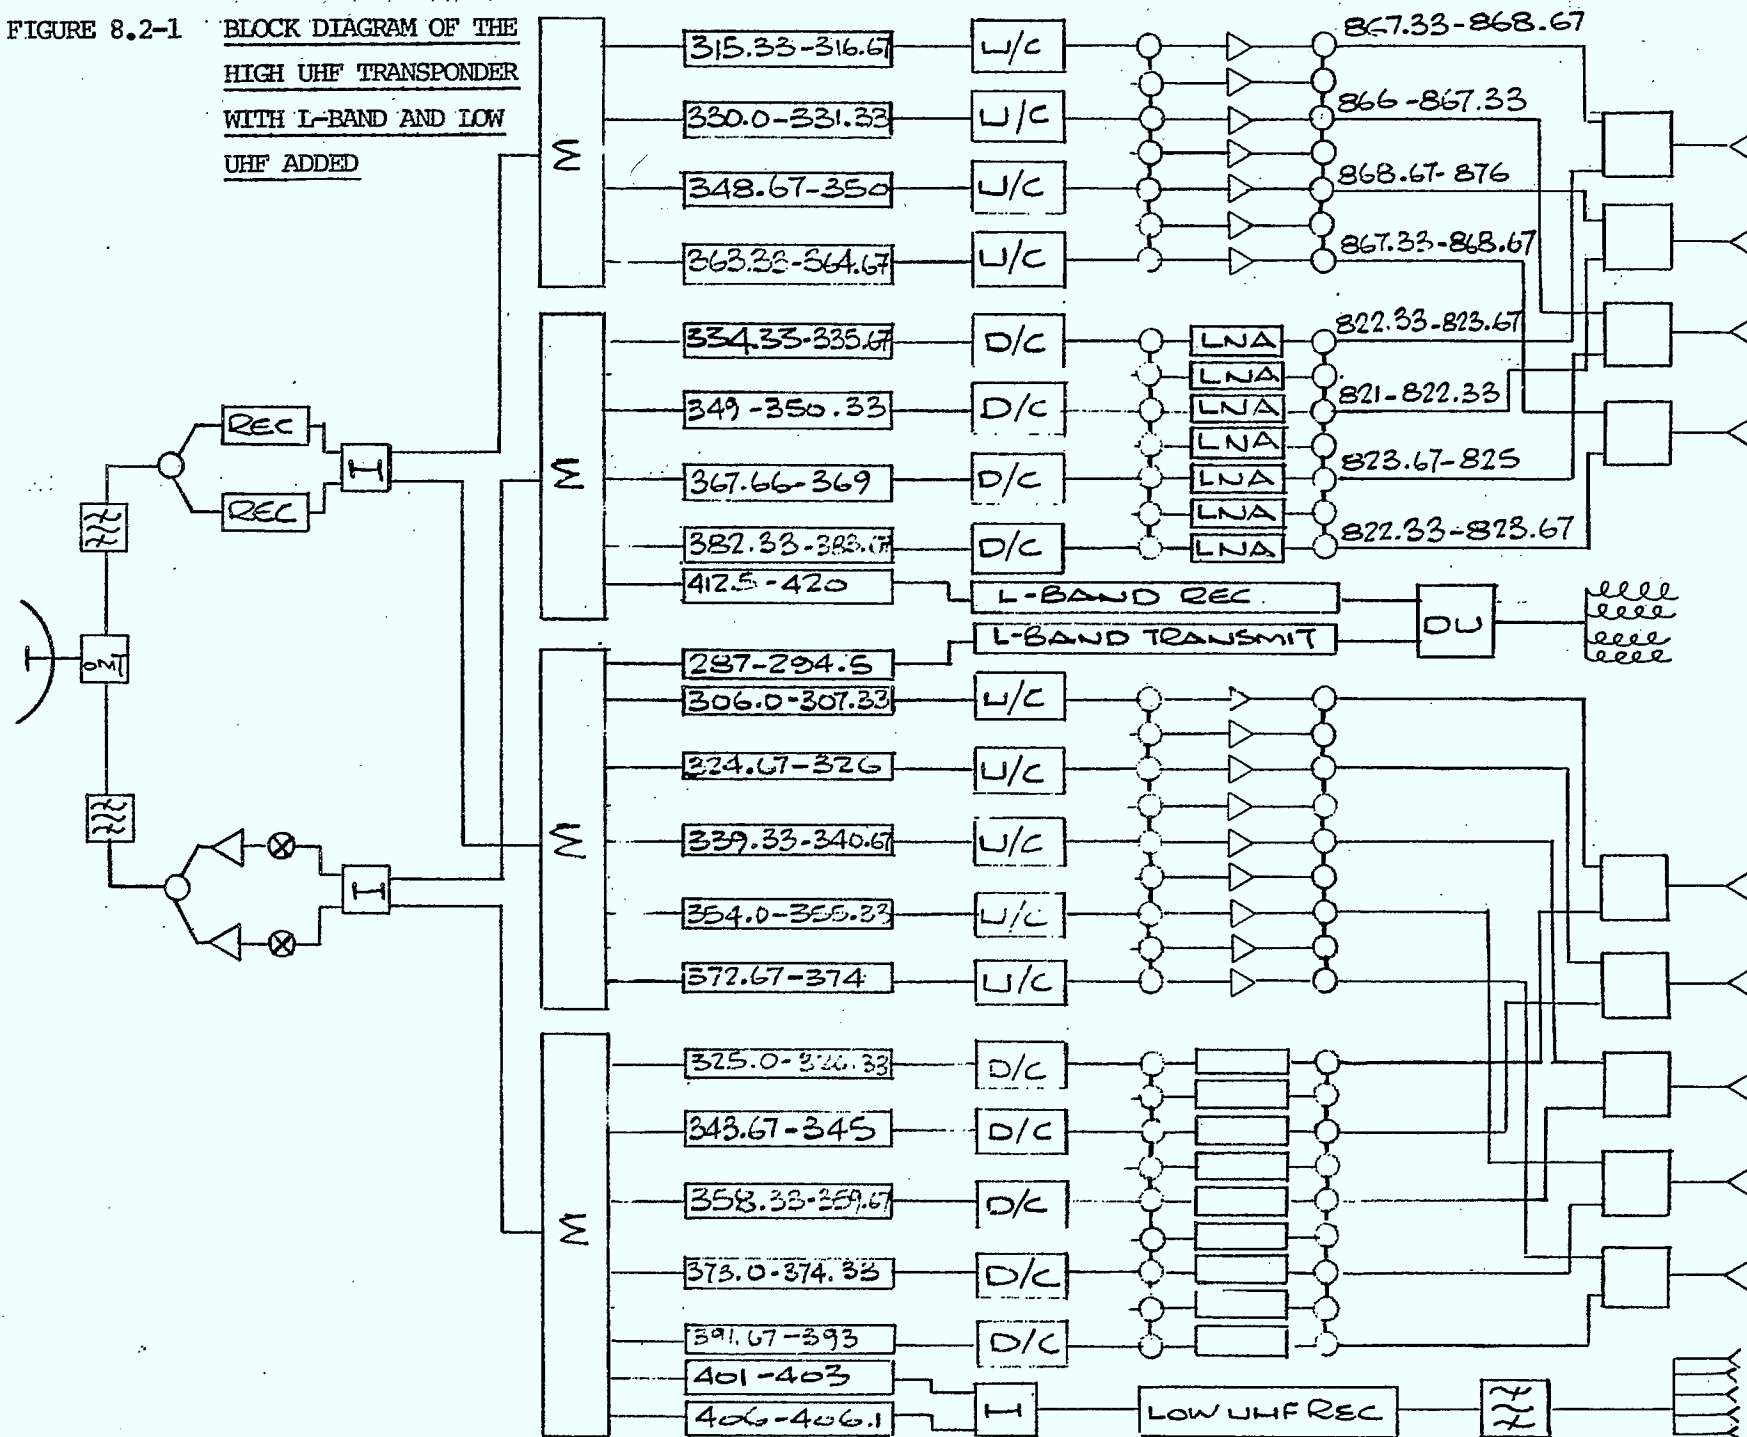 FIGURE 8.2-1 BLOCK DIAGRAM OF THE
HIGH UHF TRANSPONDER
WITH L-BAND AND LOW
UHF ADDED
Σ
315.33-316.67 U/C 867.33-868.67
330.0-331.33 U/C 866-867.33
348.67-350 U/C 868.67-876
363.33-364.67 U/C 867.33-868.67
Σ
334.33-335.67 D/C LNA 822.33-823.67
LNA
349-350.33 D/C LNA 821-822.33
LNA
367.66-369 D/C LNA 823.67-825
LNA
382.33-383.67 D/C LNA 822.33-823.67
412.5-420 L-BAND REC.
L-BAND TRANSMIT
DU
REC
REC
I
OMT
I
Σ
287-294.5
306.0-307.33 U/C
324.67-326 U/C
339.33-340.67 U/C
354.0-355.33 U/C
372.67-374 U/C
Σ
325.0-326.33 D/C
343.67-345 D/C
358.33-359.67 D/C
373.0-374.33 D/C
391.67-393 D/C
401-403
406-406.1
I
LOW UHF REC